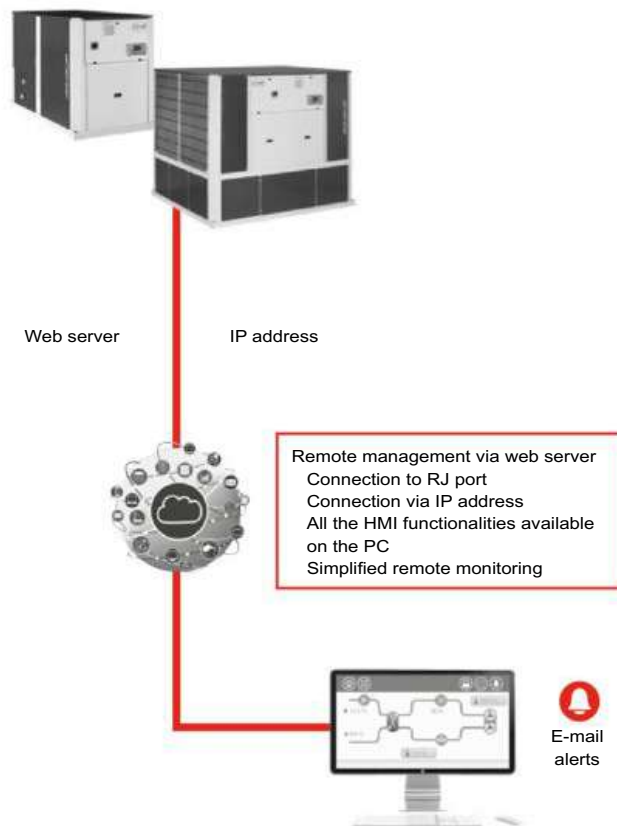 Web server
IP address
Remote management via web server
Connection to RJ port
Connection via IP address
All the HMI functionalities available
on the PC
Simplified remote monitoring
E-mail
alerts